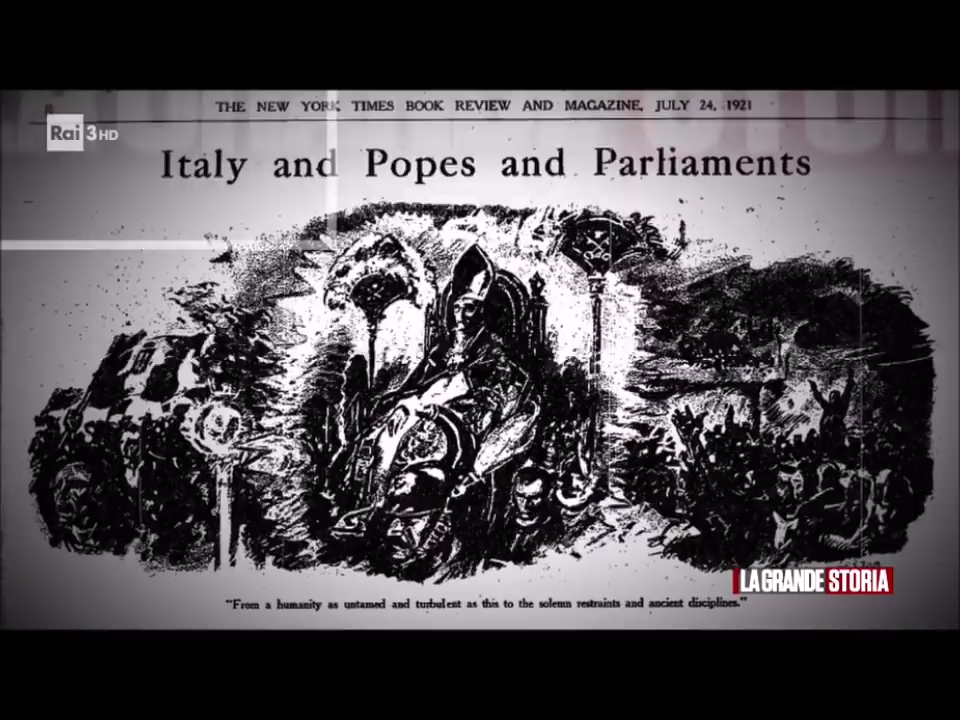 THE NEW YORK TIMES BOOK REVIEW AND MAGAZINE, JULY 24, 1921
Rai 3HD
Italy and Popes and Parliaments
LA GRANDE STORIA
"From a humanity as untamed and turbulent as this to the solemn restraints and ancient disciplines."